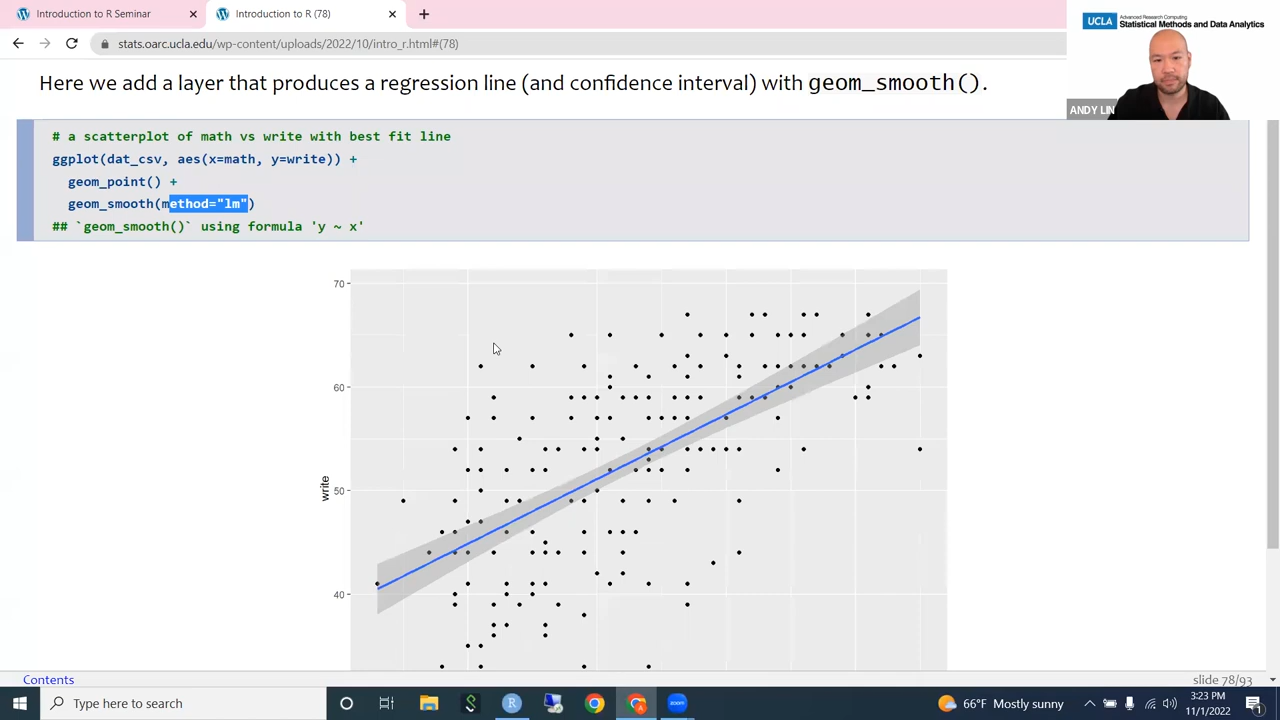 Introduction to R Seminar
Introduction to R (78)
stats.oarc.ucla.edu/wp-content/uploads/2022/10/intro_r.html#(78)
UCLA
Advanced Research Computing
Statistical Methods and Data Analytics
ANDY LIN
Here we add a layer that produces a regression line (and confidence interval) with geom_smooth().
# a scatterplot of math vs write with best fit line
ggplot(dat_csv, aes(x=math, y=write)) +
geom_point() +
geom_smooth(method="lm")
## `geom_smooth()` using formula 'y ~ x'
70
60
50
40
write
Contents
slide 78/93
Type here to search
zoom
66°F Mostly sunny
3:23 PM
11/1/2022
1